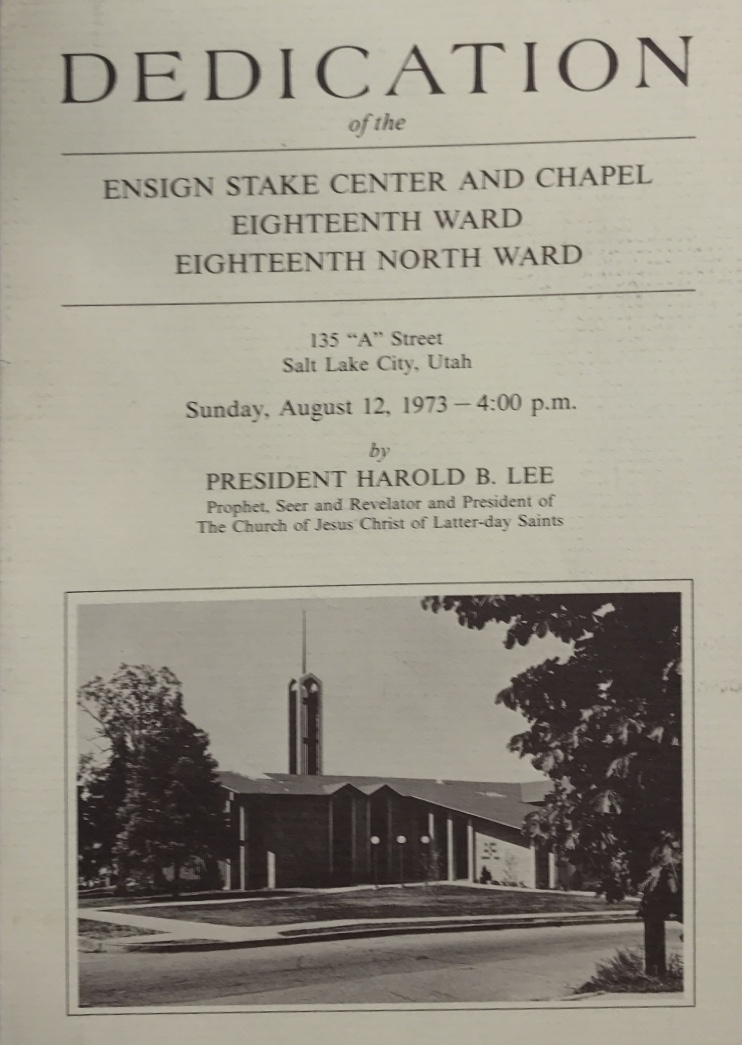 DEDICATION
of the
ENSIGN STAKE CENTER AND CHAPEL
EIGHTEENTH WARD
EIGHTEENTH NORTH WARD
135 “A” Street
Salt Lake City, Utah
Sunday, August 12, 1973 – 4:00 p.m.
by
PRESIDENT HAROLD B. LEE
Prophet, Seer and Revelator and President of
The Church of Jesus Christ of Latter-day Saints